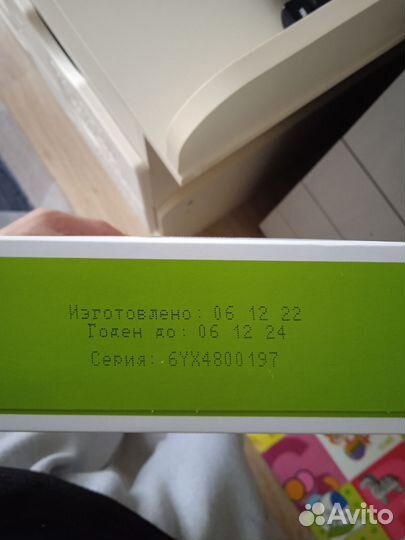 Изготовлено: 06 12 22
Годен до: 06 12 24
Серия: 6YX4800197
Avito